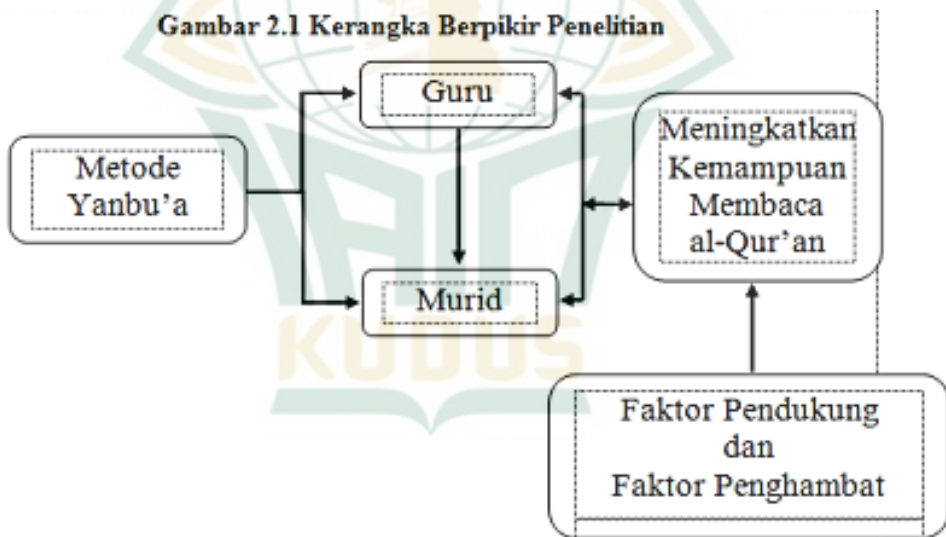 Gambar 2.1 Kerangka Berpikir Penelitian
Guru
Metode
Yanbu'a
Meningkatkan
Kemampuan
Membaca
al-Qur'an
Murid
KUDUS
Faktor Pendukung
dan
Faktor Penghambat